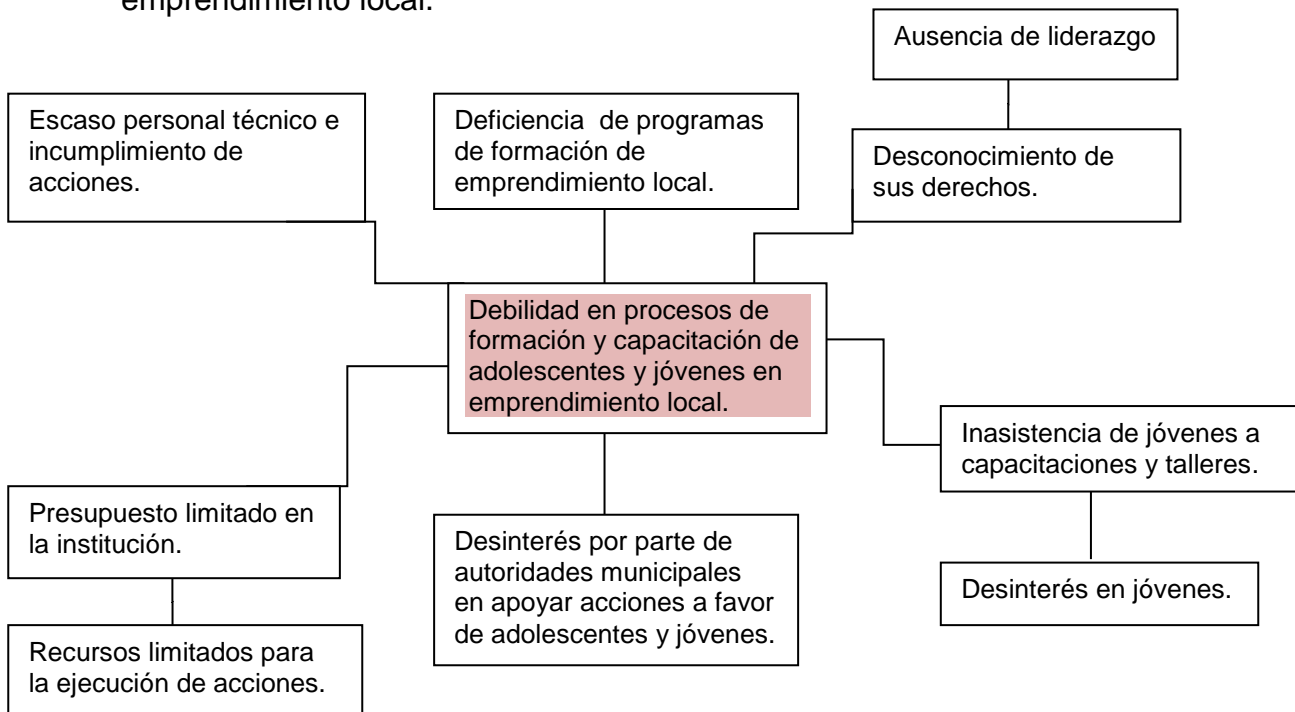 emprendimiento local.
Ausencia de liderazgo
Escaso personal técnico e
incumplimiento de
acciones.
Deficiencia de programas
de formación de
emprendimiento local.
Desconocimiento de
sus derechos.
Debilidad en procesos de
formación y capacitación de
adolescentes y jóvenes en
emprendimiento local.
Inasistencia de jóvenes a
capacitaciones y talleres.
Presupuesto limitado en
la institución.
Desinterés por parte de
autoridades municipales
en apoyar acciones a favor
de adolescentes y jóvenes.
Desinterés en jóvenes.
Recursos limitados para
la ejecución de acciones.